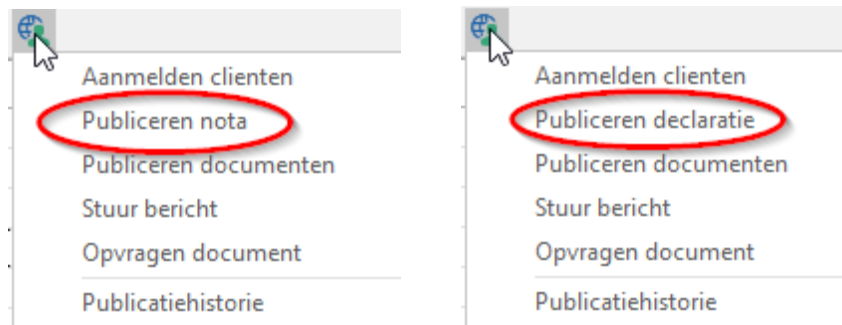 Aanmelden clienten
Publiceren nota
Publiceren documenten
Stuur bericht
Opvragen document
Publicatiehistorie
Aanmelden clienten
Publiceren declaratie
Publiceren documenten
Stuur bericht
Opvragen document
Publicatiehistorie